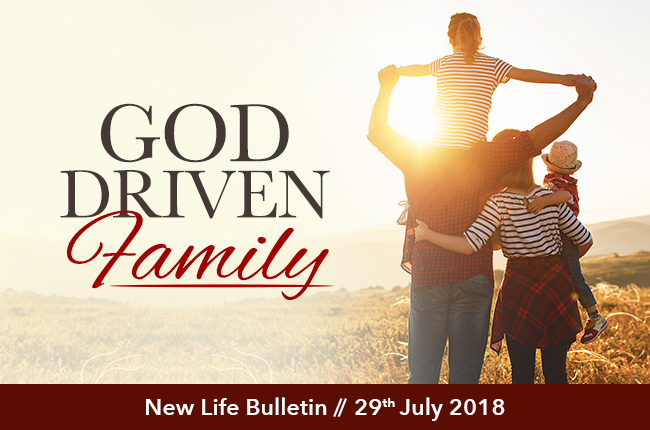 GOD
DRIVEN
Family
New Life Bulletin // 29th July 2018